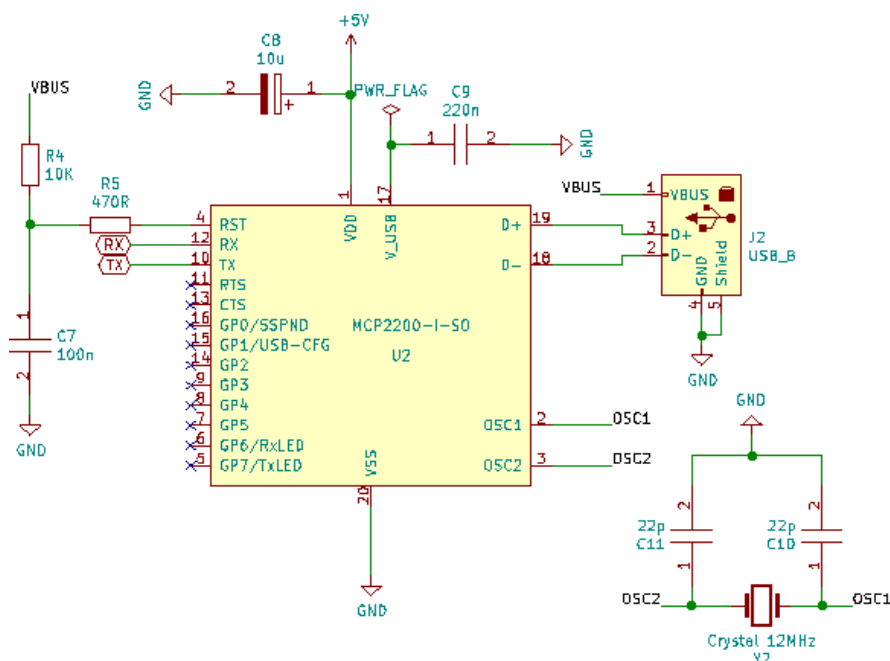 +5V
C8
10u
GND
2
1
+
VBUS
PWR_FLAG
C9
220n
1
2
GND
R4
10K
R5
470R
1
17
VDD
V_USB
4
RST
12
RX
RX
10
TX
TX
11
RTS
13
CTS
16
GP0/SSPND
15
GP1/USB-CFG
14
GP2
9
GP3
8
GP4
7
GP5
6
GP6/RxLED
5
GP7/TxLED
MCP2200-I-SO
U2
D+
19
D-
18
OSC1
2
OSC1
OSC2
3
OSC2
VSS
20
GND
1
C7
100n
2
GND
VBUS
1
VBUS
3
D+
2
D-
GND
Shield
4
5
J2
USB_B
GND
GND
2
2
22p
C11
22p
C10
1
1
OSC2
OSC1
Crystal 12MHz